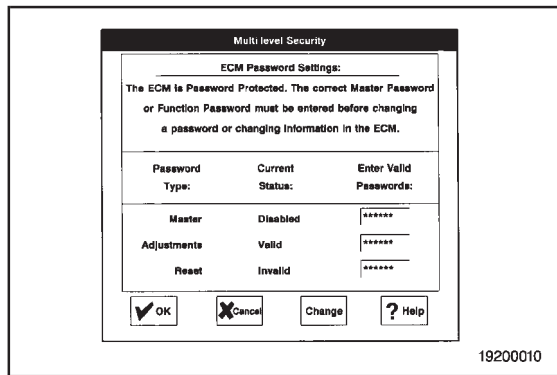 Multi level Security
ECM Password Settings:
The ECM is Password Protected. The correct Master Password
or Function Password must be entered before changing
a password or changing information in the ECM.
Password Current Enter Valid
Type: Status: Passwords:
Master Disabled ******
Adjustments Valid ******
Reset Invalid ******
OK Cancel Change ? Help
19200010